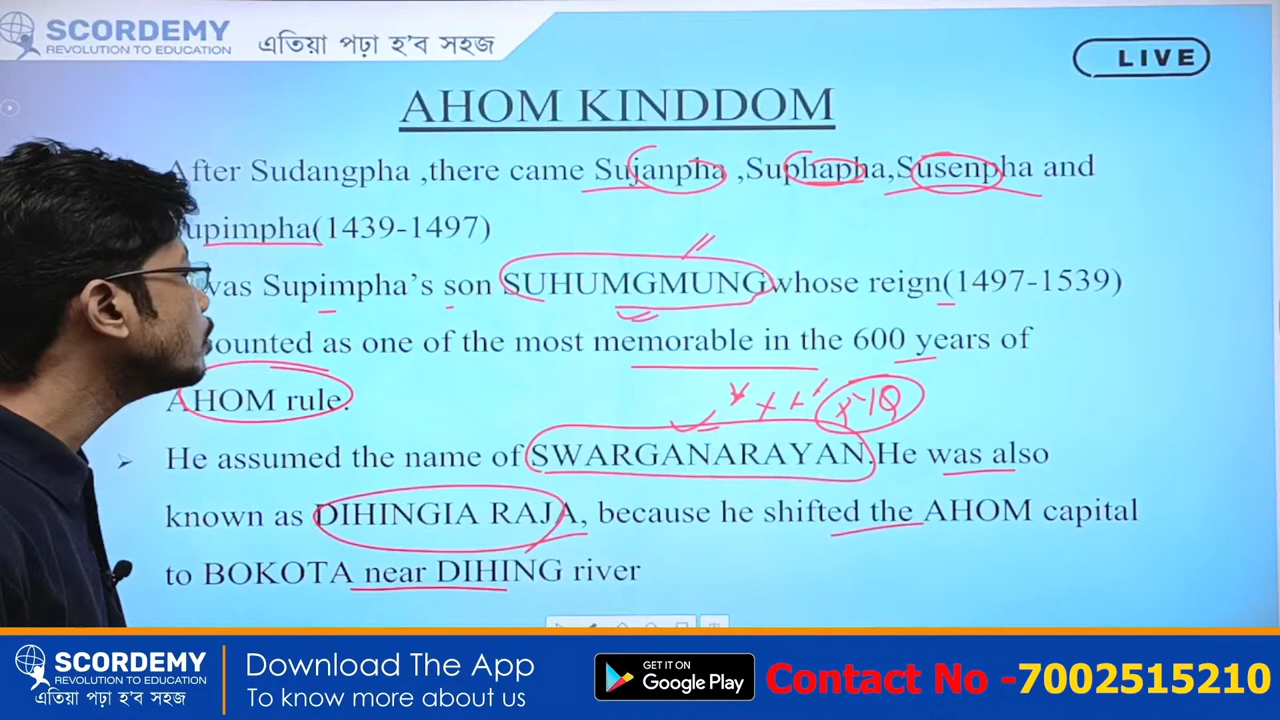 SCORDEMY
REVOLUTION TO EDUCATION
এতিয়া পঢ়া হ'ব সহজ
LIVE
AHOM KINDDOM
After Sudangpha ,there came Sujanpha ,Suphapha,Susenpha and
upimpha(1439-1497)
was Supimpha's son SUHUMGMUNG whose reign(1497-1539)
ounted as one of the most memorable in the 600 years of
AHOM rule.
He assumed the name of SWARGANARAYAN.He was also
known as DIHINGIA RAJA, because he shifted the AHOM capital
to BOKOTA near DIHING river
SCORDEMY
REVOLUTION TO EDUCATION
এতিয়া পঢ়া হ'ব সহজ
Download The App
To know more about us
GET IT ON
Google Play
Contact No -7002515210